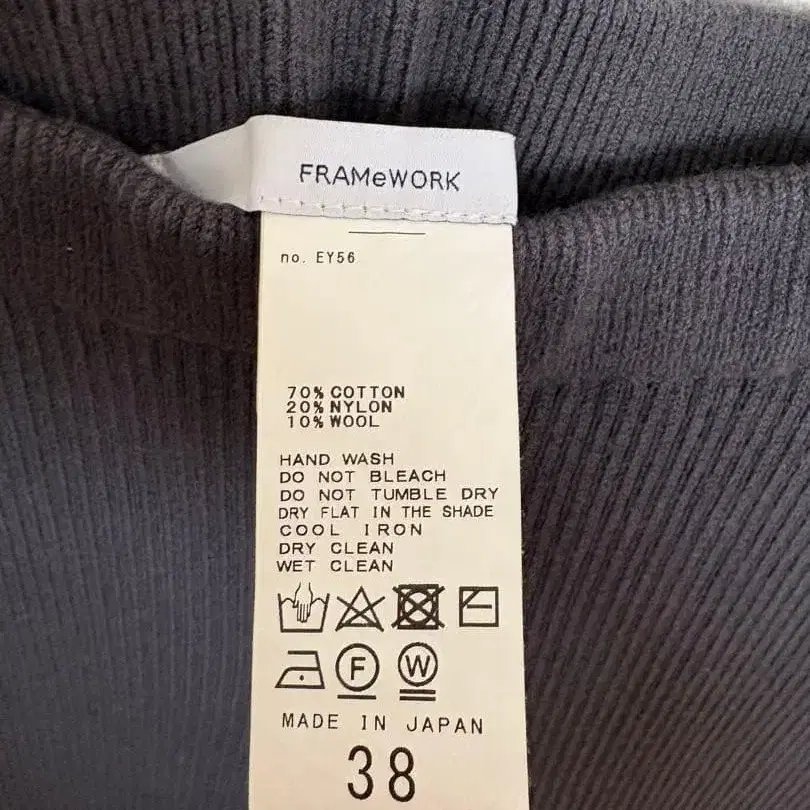 FRAMeWORK
no. EY56
70% COTTON
20% NYLON
10% WOOL
HAND WASH
DO NOT BLEACH
DO NOT TUMBLE DRY
DRY FLAT IN THE SHADE
COOL IRON
DRY CLEAN
WET CLEAN
F W
MADE IN JAPAN
38